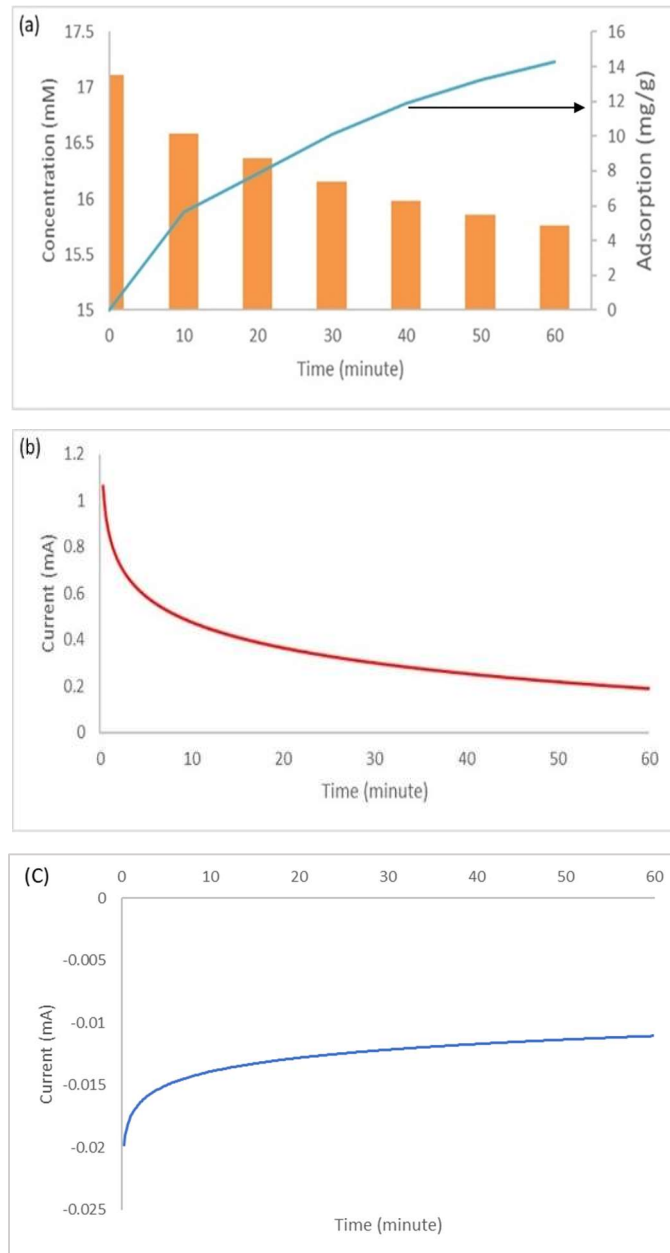 (a)
17.5
17
16.5
16
15.5
15
Concentration (mM)
16
14
12
10
8
6
4
2
0
Adsorption (mg/g)
0 10 20 30 40 50 60
Time (minute)
(b)
1.2
1
0.8
0.6
0.4
0.2
0
Current (mA)
0 10 20 30 40 50 60
Time (minute)
(C)
0 10 20 30 40 50 60
0
-0.005
-0.01
-0.015
-0.02
-0.025
Current (mA)
Time (minute)